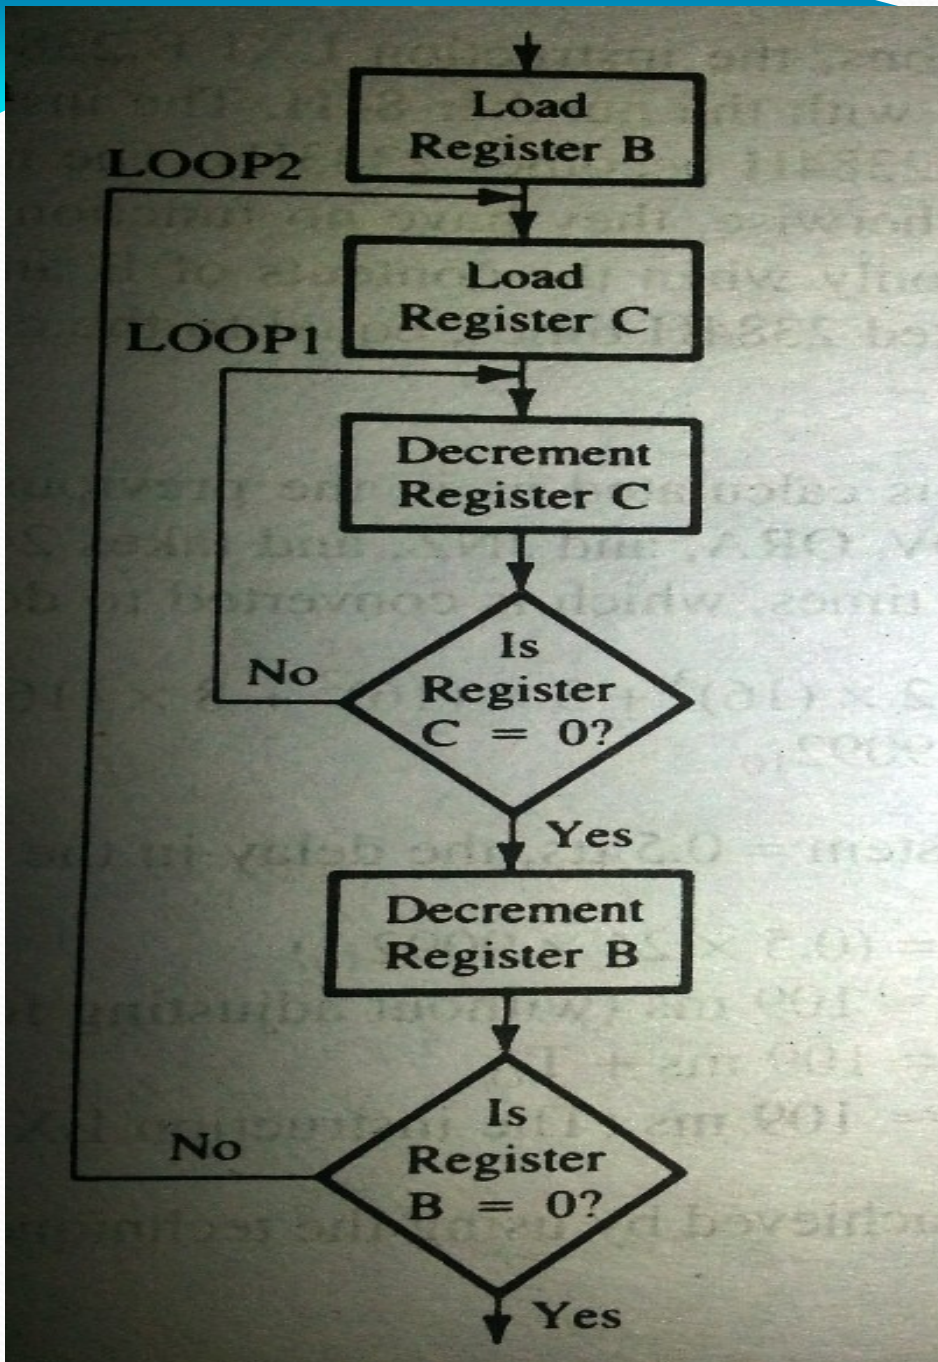 Load
Register B
LOOP2
Load
Register C
LOOP1
Decrement
Register C
Is
Register
C = 0?
No
Yes
Decrement
Register B
Is
Register
B = 0?
No
Yes